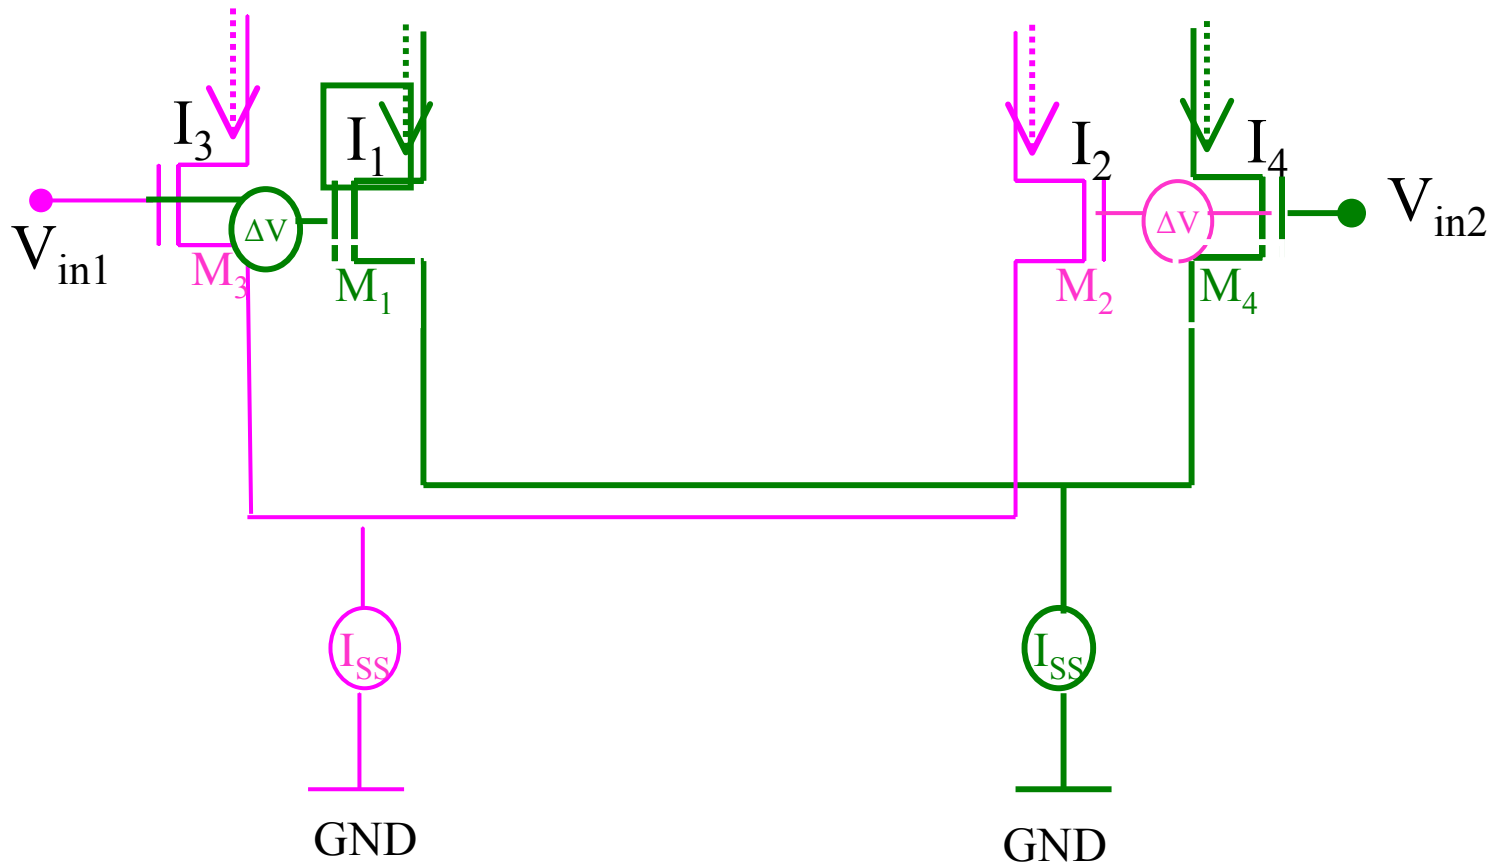 I3 I1 I2 I4
Vin1 ΔV ΔV Vin2
M3 M1 M2 M4
ISS ISS
GND GND